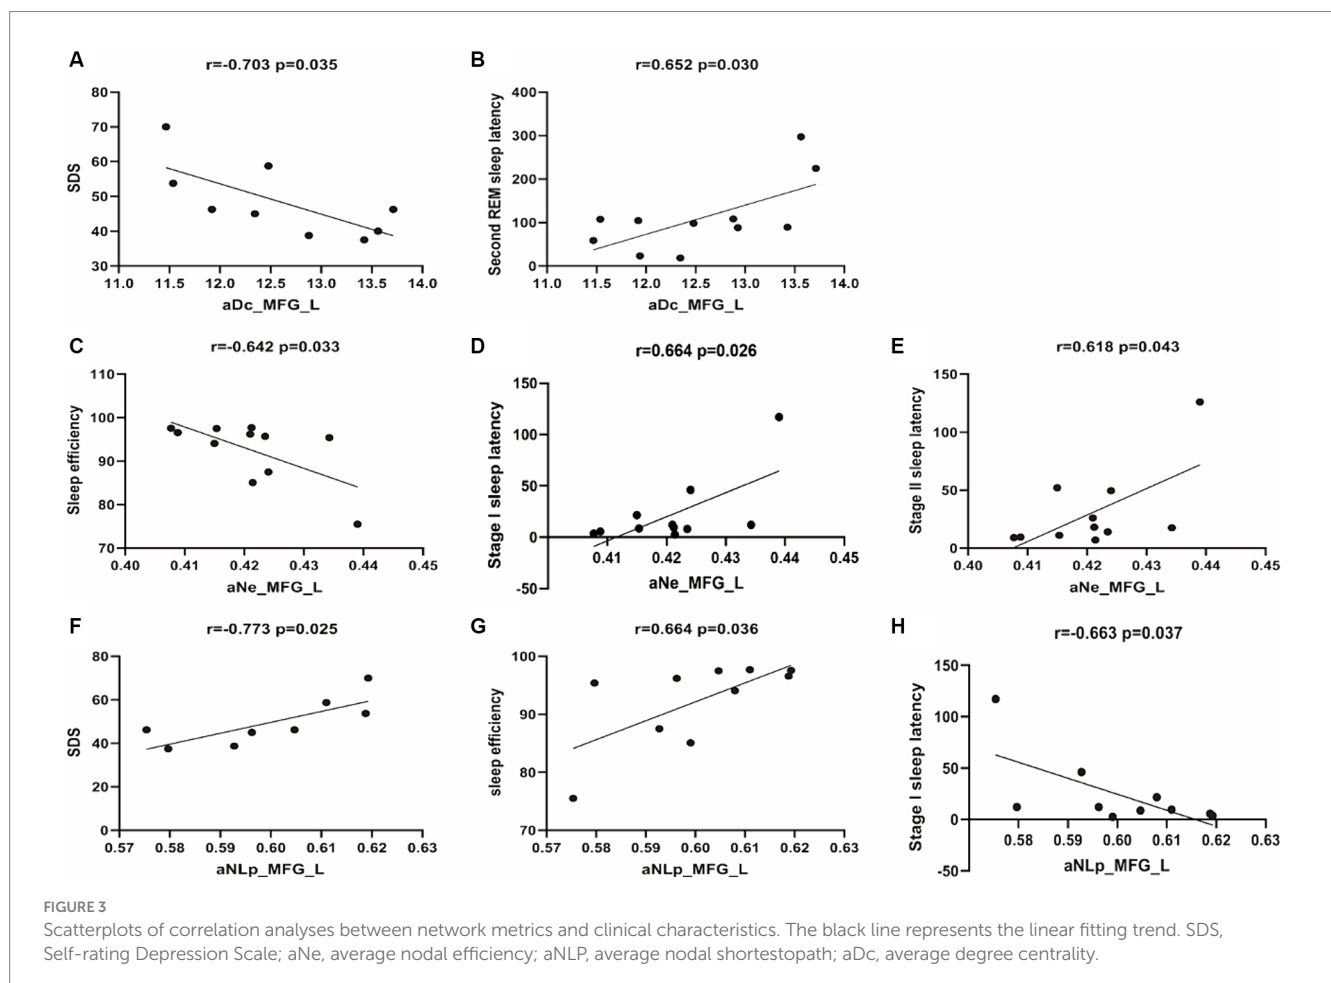 A
r=-0.703 p=0.035
80
70
60
50
40
30
SDS
11.0 11.5 12.0 12.5 13.0 13.5 14.0
aDc_MFG_L
B
r=0.652 p=0.030
400
300
200
100
0
Second REM sleep latency
11.0 11.5 12.0 12.5 13.0 13.5 14.0
aDc_MFG_L
C
r=-0.642 p=0.033
110
100
90
80
70
Sleep efficiency
0.40 0.41 0.42 0.43 0.44 0.45
aNe_MFG_L
D
r=0.664 p=0.026
150
100
50
0
-50
Stage I sleep latency
0.41 0.42 0.43 0.44 0.45
aNe_MFG_L
E
r=0.618 p=0.043
150
100
50
0
Stage II sleep latency
0.40 0.41 0.42 0.43 0.44 0.45
aNe_MFG_L
F
r=-0.773 p=0.025
80
60
40
20
0
SDS
0.57 0.58 0.59 0.60 0.61 0.62 0.63
aNLp_MFG_L
G
r=0.664 p=0.036
100
90
80
70
sleep efficiency
0.57 0.58 0.59 0.60 0.61 0.62 0.63
aNLp_MFG_L
H
r=-0.663 p=0.037
150
100
50
0
-50
Stage I sleep latency
0.58 0.59 0.60 0.61 0.62 0.63
aNLp_MFG_L
FIGURE 3
Scatterplots of correlation analyses between network metrics and clinical characteristics. The black line represents the linear fitting trend. SDS,
Self-rating Depression Scale; aNe, average nodal efficiency; aNLP, average nodal shortestopath; aDc, average degree centrality.